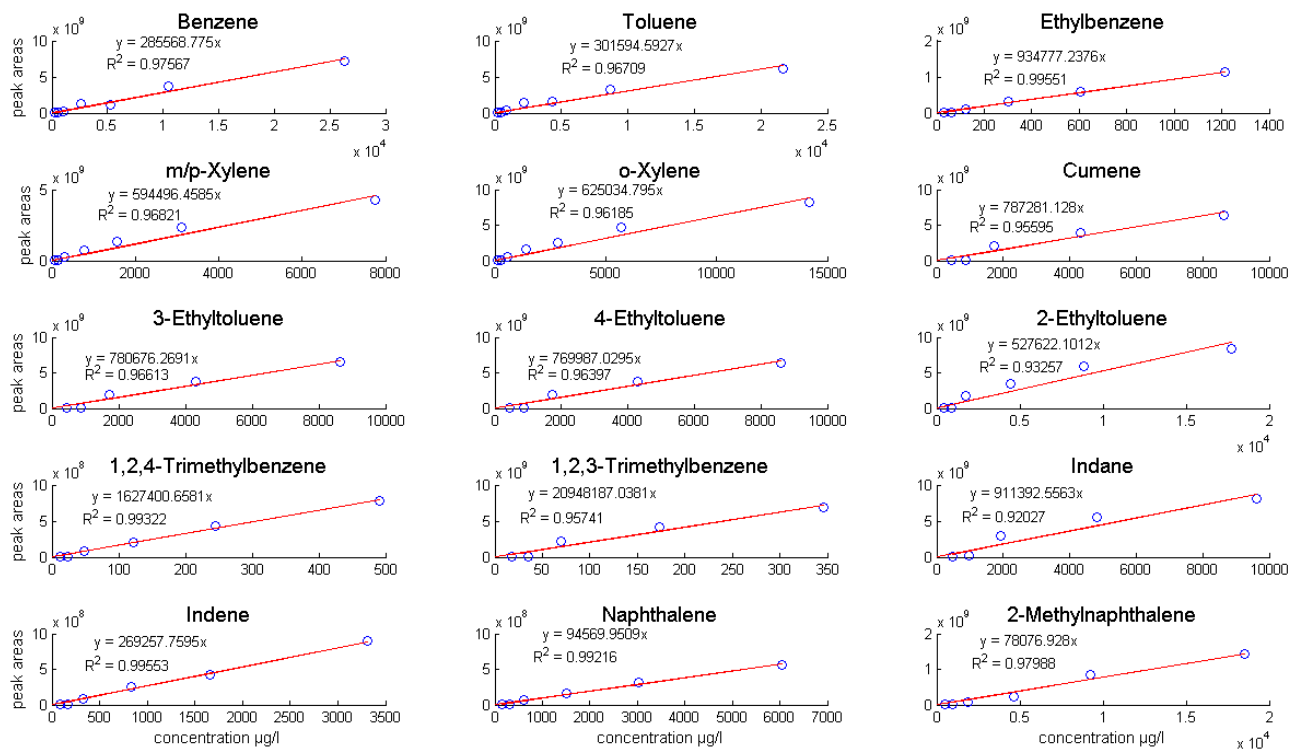 Benzene
x 10^9
y = 285568.775x
R^2 = 0.97567
peak areas
10
5
0
0 0.5 1 1.5 2 2.5 3
x 10^4
Toluene
x 10^9
y = 301594.5927x
R^2 = 0.96709
10
5
0
0 0.5 1 1.5 2 2.5
x 10^4
Ethylbenzene
x 10^9
y = 934777.2376x
R^2 = 0.99551
2
1
0
0 200 400 600 800 1000 1200 1400
m/p-Xylene
x 10^9
y = 594496.4585x
R^2 = 0.96821
peak areas
5
0
0 2000 4000 6000 8000
o-Xylene
x 10^9
y = 625034.795x
R^2 = 0.96185
10
5
0
0 5000 10000 15000
Cumene
x 10^9
y = 787281.128x
R^2 = 0.95595
10
5
0
0 2000 4000 6000 8000 10000
3-Ethyltoluene
x 10^9
y = 780676.2691x
R^2 = 0.96613
peak areas
10
5
0
0 2000 4000 6000 8000 10000
4-Ethyltoluene
x 10^9
y = 769987.0295x
R^2 = 0.96397
10
5
0
0 2000 4000 6000 8000 10000
2-Ethyltoluene
x 10^9
y = 527622.1012x
R^2 = 0.93257
10
5
0
0 0.5 1 1.5 2
x 10^4
1,2,4-Trimethylbenzene
x 10^8
y = 1627400.6581x
R^2 = 0.99322
peak areas
10
5
0
0 100 200 300 400 500
1,2,3-Trimethylbenzene
x 10^9
y = 20948187.0381x
R^2 = 0.95741
10
5
0
0 50 100 150 200 250 300 350
Indane
x 10^9
y = 911392.5563x
R^2 = 0.92027
10
5
0
0 2000 4000 6000 8000 10000
Indene
x 10^8
y = 269257.7595x
R^2 = 0.99553
peak areas
10
5
0
0 500 1000 1500 2000 2500 3000 3500
concentration µg/l
Naphthalene
x 10^8
y = 94569.9509x
R^2 = 0.99216
10
5
0
0 1000 2000 3000 4000 5000 6000 7000
concentration µg/l
2-Methylnaphthalene
x 10^9
y = 78076.928x
R^2 = 0.97988
2
1
0
0 0.5 1 1.5 2
concentration µg/l
x 10^4